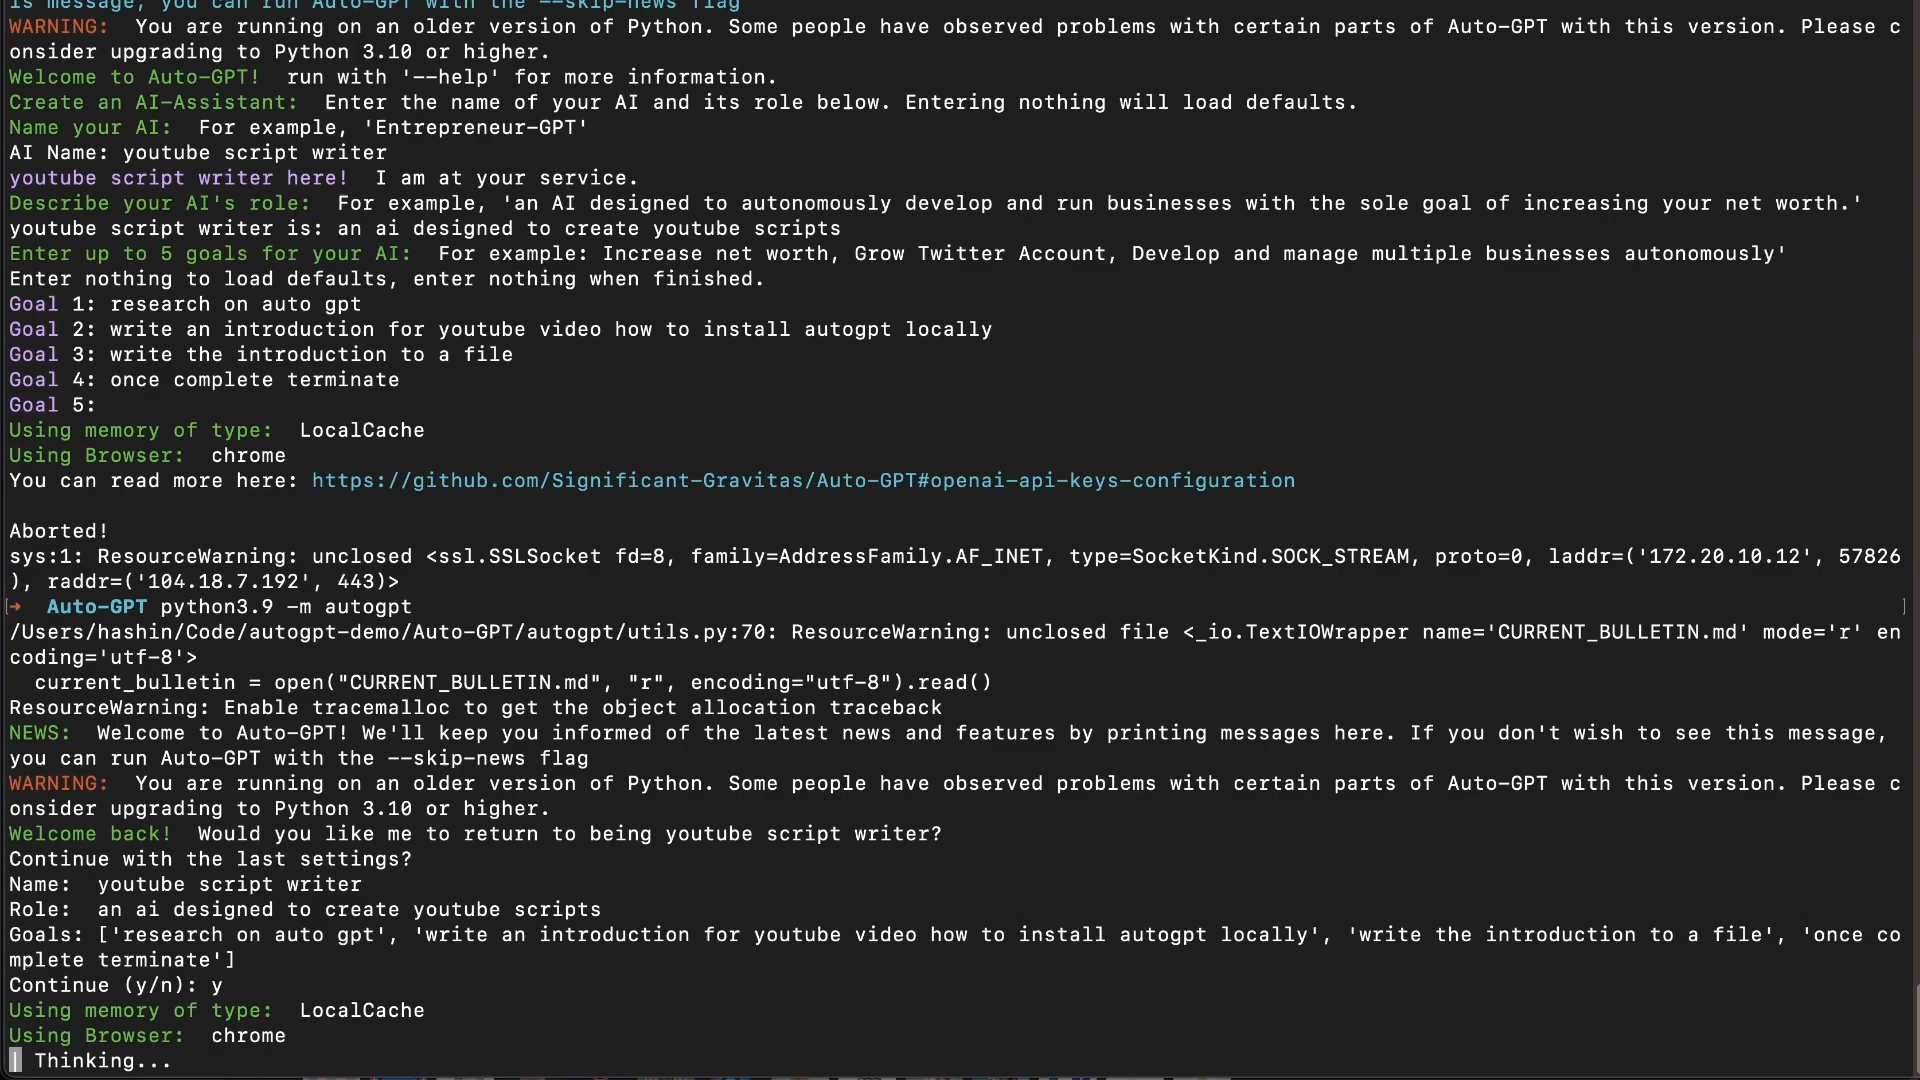 is message, you can run Auto-GPT with the --skip-news flag
WARNING:  You are running on an older version of Python. Some people have observed problems with certain parts of Auto-GPT with this version. Please c
onsider upgrading to Python 3.10 or higher.
Welcome to Auto-GPT!  run with '--help' for more information.
Create an AI-Assistant:  Enter the name of your AI and its role below. Entering nothing will load defaults.
Name your AI:  For example, 'Entrepreneur-GPT'
AI Name: youtube script writer
youtube script writer here!  I am at your service.
Describe your AI's role:  For example, 'an AI designed to autonomously develop and run businesses with the sole goal of increasing your net worth.'
youtube script writer is: an ai designed to create youtube scripts
Enter up to 5 goals for your AI:  For example: Increase net worth, Grow Twitter Account, Develop and manage multiple businesses autonomously'
Enter nothing to load defaults, enter nothing when finished.
Goal 1: research on auto gpt
Goal 2: write an introduction for youtube video how to install autogpt locally
Goal 3: write the introduction to a file
Goal 4: once complete terminate
Goal 5:
Using memory of type:  LocalCache
Using Browser:  chrome
You can read more here: https://github.com/Significant-Gravitas/Auto-GPT#openai-api-keys-configuration
Aborted!
sys:1: ResourceWarning: unclosed <ssl.SSLSocket fd=8, family=AddressFamily.AF_INET, type=SocketKind.SOCK_STREAM, proto=0, laddr=('172.20.10.12', 57826
), raddr=('104.18.7.192', 443)>
[→  Auto-GPT python3.9 -m autogpt ]
/Users/hashin/Code/autogpt-demo/Auto-GPT/autogpt/utils.py:70: ResourceWarning: unclosed file <_io.TextIOWrapper name='CURRENT_BULLETIN.md' mode='r' en
coding='utf-8'>
  current_bulletin = open("CURRENT_BULLETIN.md", "r", encoding="utf-8").read()
ResourceWarning: Enable tracemalloc to get the object allocation traceback
NEWS:  Welcome to Auto-GPT! We'll keep you informed of the latest news and features by printing messages here. If you don't wish to see this message,
you can run Auto-GPT with the --skip-news flag
WARNING:  You are running on an older version of Python. Some people have observed problems with certain parts of Auto-GPT with this version. Please c
onsider upgrading to Python 3.10 or higher.
Welcome back!  Would you like me to return to being youtube script writer?
Continue with the last settings?
Name:  youtube script writer
Role:  an ai designed to create youtube scripts
Goals: ['research on auto gpt', 'write an introduction for youtube video how to install autogpt locally', 'write the introduction to a file', 'once co
mplete terminate']
Continue (y/n): y
Using memory of type:  LocalCache
Using Browser:  chrome
| Thinking...